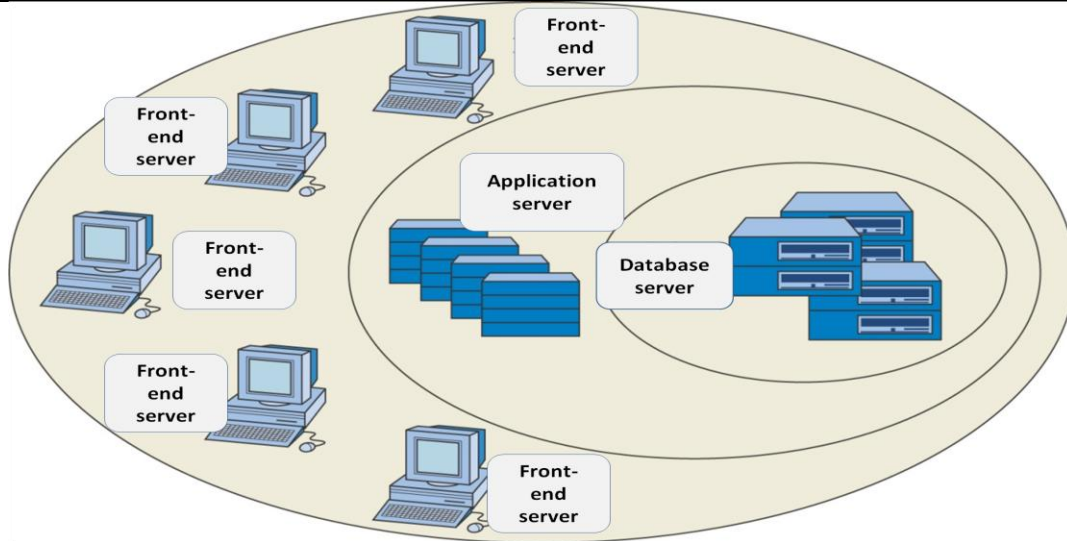 Front-
end
server
Front-
end
server
Application
server
Front-
end
server
Database
server
Front-
end
server
Front-
end
server